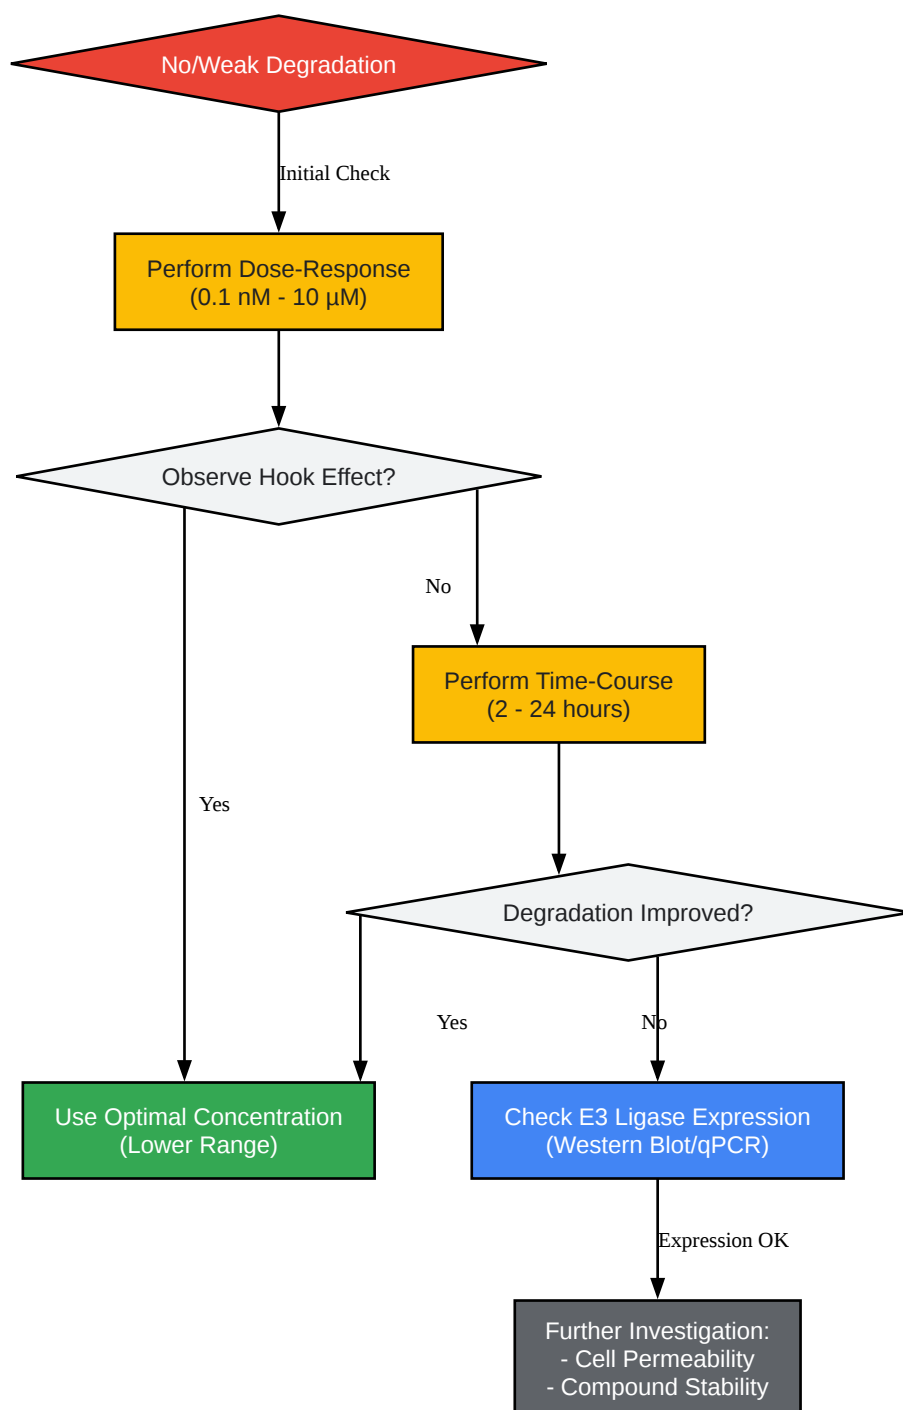 No/Weak Degradation
Initial Check
Perform Dose-Response
(0.1 nM - 10 µM)
Observe Hook Effect?
No
Perform Time-Course
(2 - 24 hours)
Yes
Degradation Improved?
Yes
No
Use Optimal Concentration
(Lower Range)
Check E3 Ligase Expression
(Western Blot/qPCR)
Expression OK
Further Investigation:
- Cell Permeability
- Compound Stability